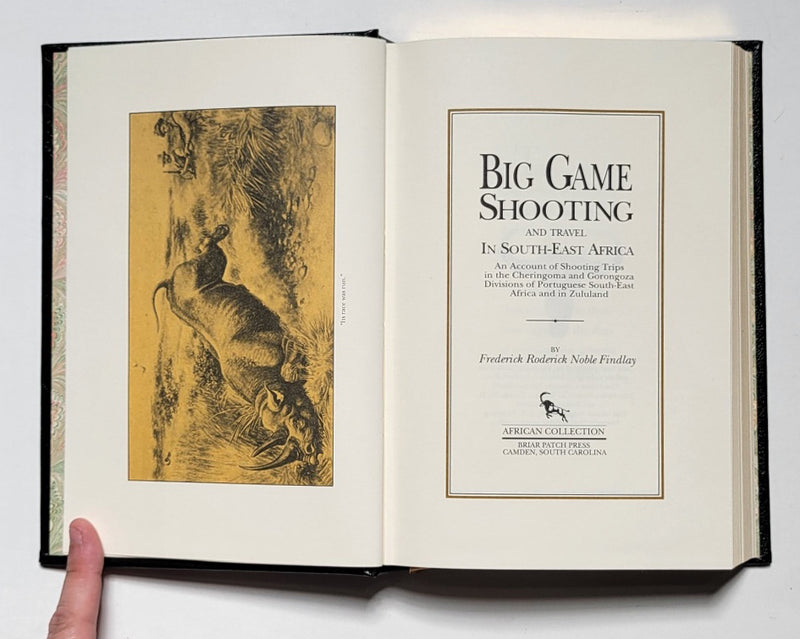 "Its race was run."
BIG GAME
SHOOTING
AND TRAVEL
IN SOUTH-EAST AFRICA
An Account of Shooting Trips
in the Cheringoma and Gorongoza
Divisions of Portuguese South-East
Africa and in Zululand
BY
Frederick Roderick Noble Findlay
AFRICAN COLLECTION
BRIAR PATCH PRESS
CAMDEN, SOUTH CAROLINA